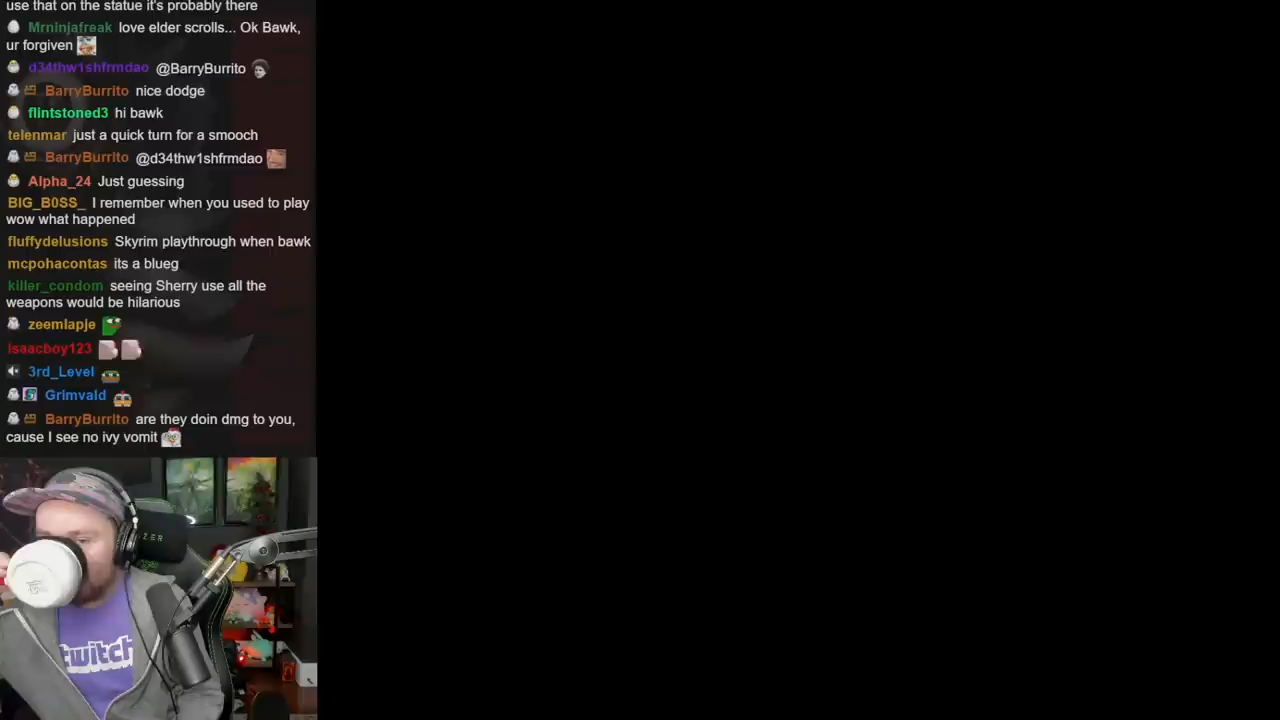 use that on the statue it's probably there
Mrninjafreak love elder scrolls... Ok Bawk,
ur forgiven
d34thw1shfrmdao @BarryBurrito
BarryBurrito nice dodge
flintstoned3 hi bawk
telenmar just a quick turn for a smooch
BarryBurrito @d34thw1shfrmdao
Alpha_24 Just guessing
BIG_B0SS_ I remember when you used to play
wow what happened
fluffydelusions Skyrim playthrough when bawk
mcpohacontas its a blueg
killer_condom seeing Sherry use all the
weapons would be hilarious
zeemlapje
Isaacboy123
3rd_Level
Grimvald
BarryBurrito are they doin dmg to you,
cause I see no ivy vomit
ZER
twitch